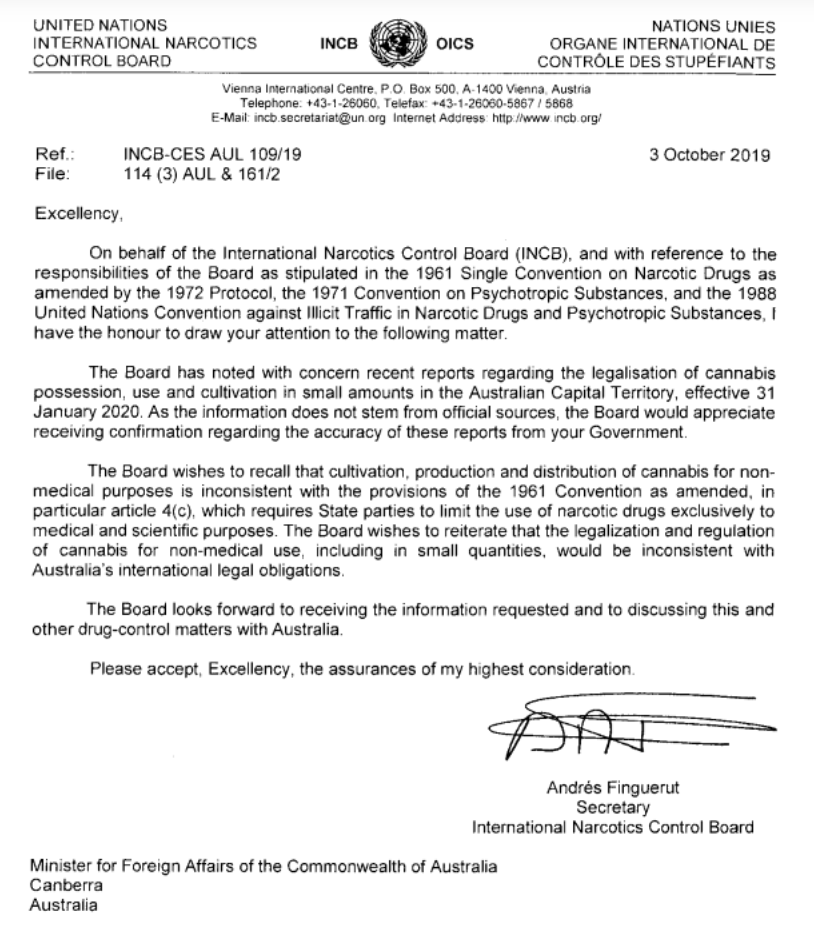 UNITED NATIONS
INTERNATIONAL NARCOTICS
CONTROL BOARD
INCB
OICS
NATIONS UNIES
ORGANE INTERNATIONAL DE
CONTRÔLE DES STUPÉFIANTS
Vienna International Centre, P.O. Box 500, A-1400 Vienna, Austria
Telephone: +43-1-26060, Telefax: +43-1-26060-5867 / 5868
E-Mail: incb.secretariat@un.org Internet Address: http://www.incb.org/
Ref.: INCB-CES AUL 109/19 3 October 2019
File: 114 (3) AUL & 161/2
Excellency,
On behalf of the International Narcotics Control Board (INCB), and with reference to the
responsibilities of the Board as stipulated in the 1961 Single Convention on Narcotic Drugs as
amended by the 1972 Protocol, the 1971 Convention on Psychotropic Substances, and the 1988
United Nations Convention against Illicit Traffic in Narcotic Drugs and Psychotropic Substances, I
have the honour to draw your attention to the following matter.
The Board has noted with concern recent reports regarding the legalisation of cannabis
possession, use and cultivation in small amounts in the Australian Capital Territory, effective 31
January 2020. As the information does not stem from official sources, the Board would appreciate
receiving confirmation regarding the accuracy of these reports from your Government.
The Board wishes to recall that cultivation, production and distribution of cannabis for non-
medical purposes is inconsistent with the provisions of the 1961 Convention as amended, in
particular article 4(c), which requires State parties to limit the use of narcotic drugs exclusively to
medical and scientific purposes. The Board wishes to reiterate that the legalization and regulation
of cannabis for non-medical use, including in small quantities, would be inconsistent with
Australia's international legal obligations.
The Board looks forward to receiving the information requested and to discussing this and
other drug-control matters with Australia.
Please accept, Excellency, the assurances of my highest consideration.
Andrés Finguerut
Secretary
International Narcotics Control Board
Minister for Foreign Affairs of the Commonwealth of Australia
Canberra
Australia